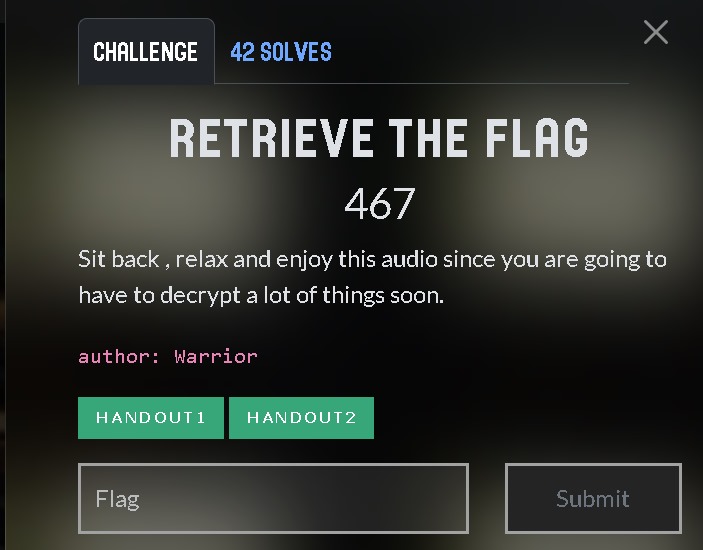 CHALLENGE
42 SOLVES
RETRIEVE THE FLAG
467
Sit back , relax and enjoy this audio since you are going to
have to decrypt a lot of things soon.
author: Warrior
HANDOUT1
HANDOUT2
Flag
Submit